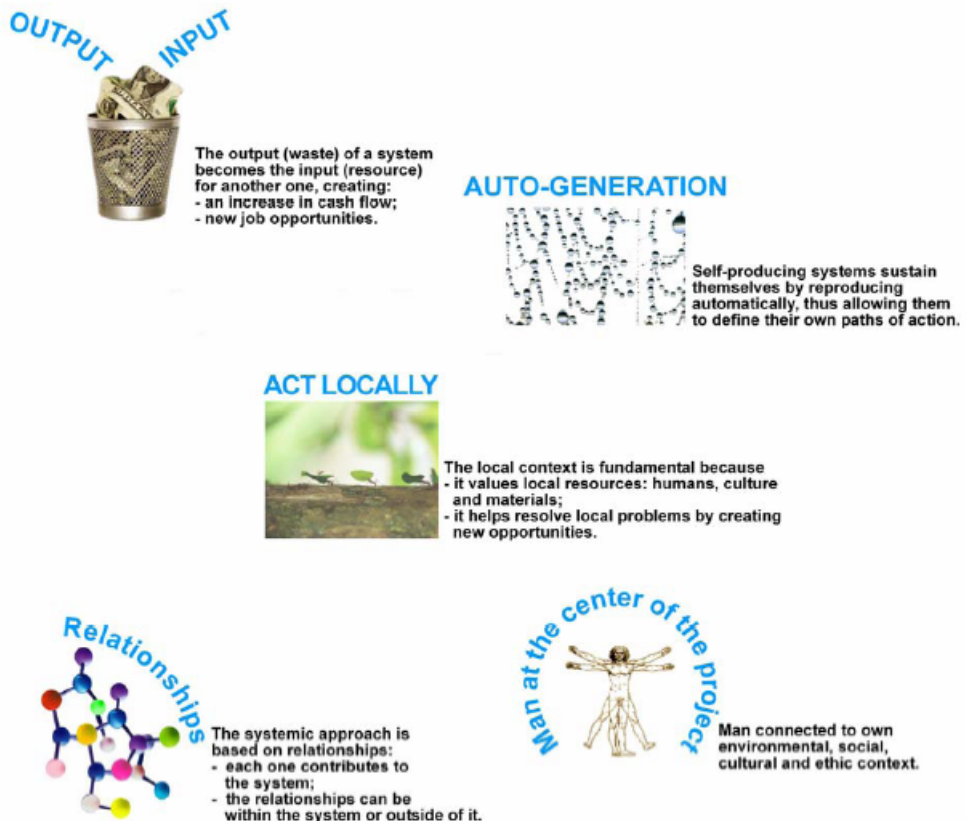 OUTPUT
INPUT
The output (waste) of a system
becomes the input (resource)
for another one, creating:
- an increase in cash flow;
- new job opportunities.
AUTO-GENERATION
Self-producing systems sustain
themselves by reproducing
automatically, thus allowing them
to define their own paths of action.
ACT LOCALLY
The local context is fundamental because
- it values local resources: humans, culture
and materials;
- it helps resolve local problems by creating
new opportunities.
Relationships
The systemic approach is
based on relationships:
- each one contributes to
the system;
- the relationships can be
within the system or outside of it.
Man at the center of the project
Man connected to own
environmental, social,
cultural and ethic context.